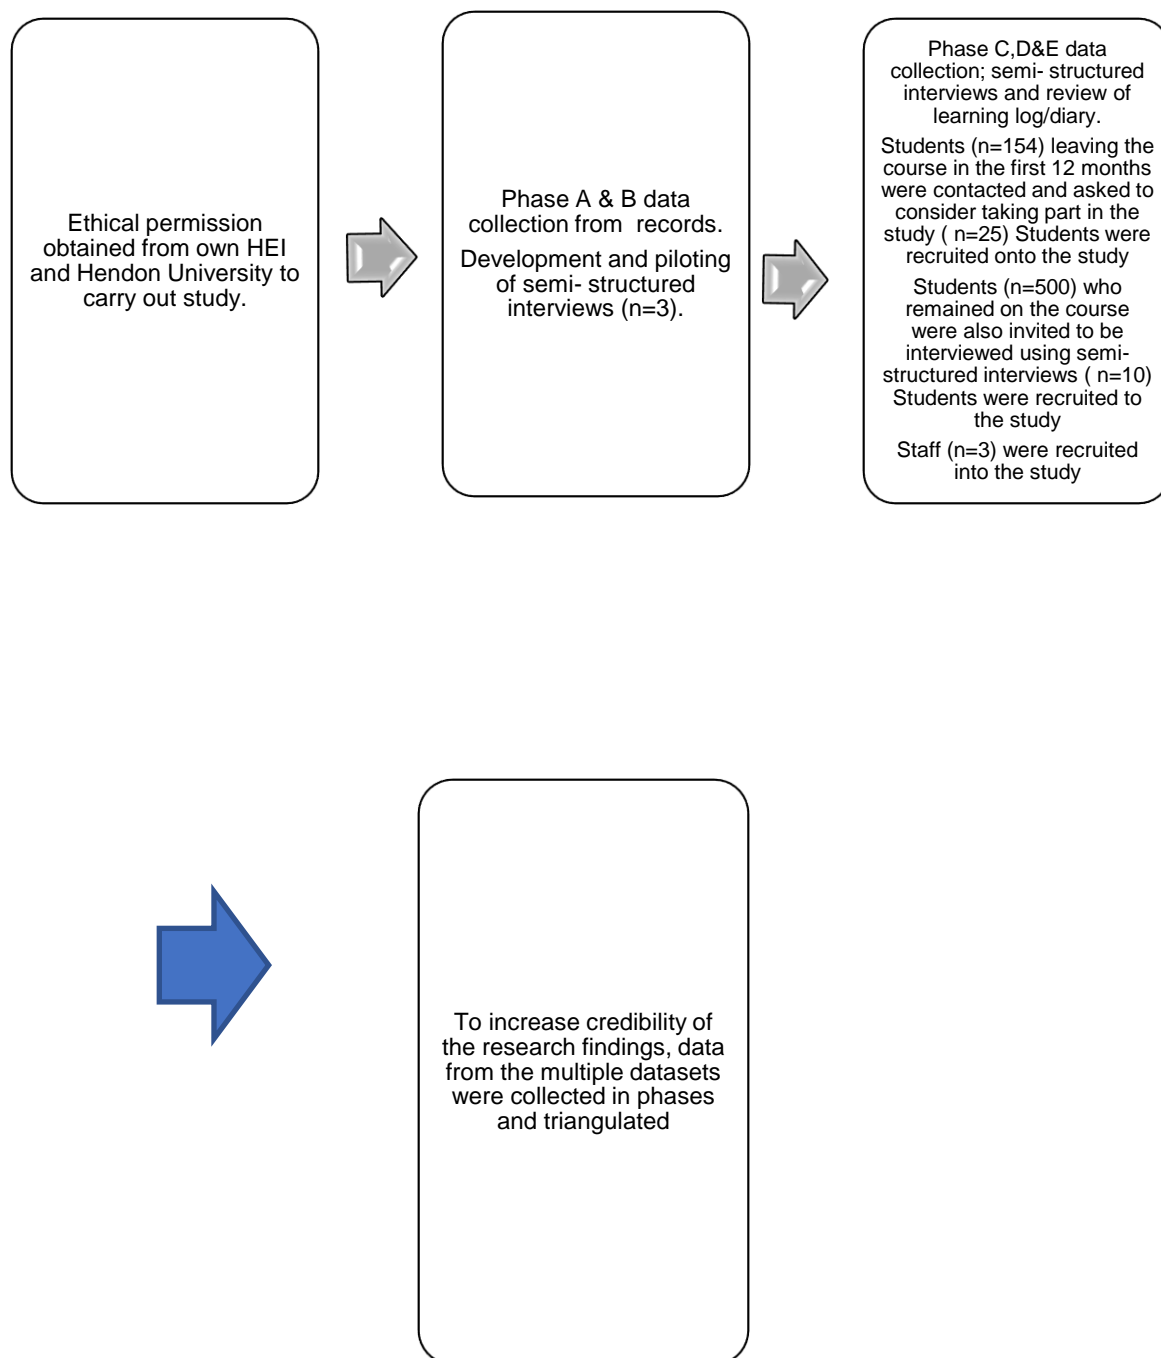 Ethical permission
obtained from own HEI
and Hendon University to
carry out study.
Phase A & B data
collection from records.
Development and piloting
of semi- structured
interviews (n=3).
Phase C,D&E data
collection; semi- structured
interviews and review of
learning log/diary.
Students (n=154) leaving the
course in the first 12 months
were contacted and asked to
consider taking part in the
study ( n=25) Students were
recruited onto the study
Students (n=500) who
remained on the course
were also invited to be
interviewed using semi-
structured interviews ( n=10)
Students were recruited to
the study
Staff (n=3) were recruited
into the study
To increase credibility of
the research findings, data
from the multiple datasets
were collected in phases
and triangulated